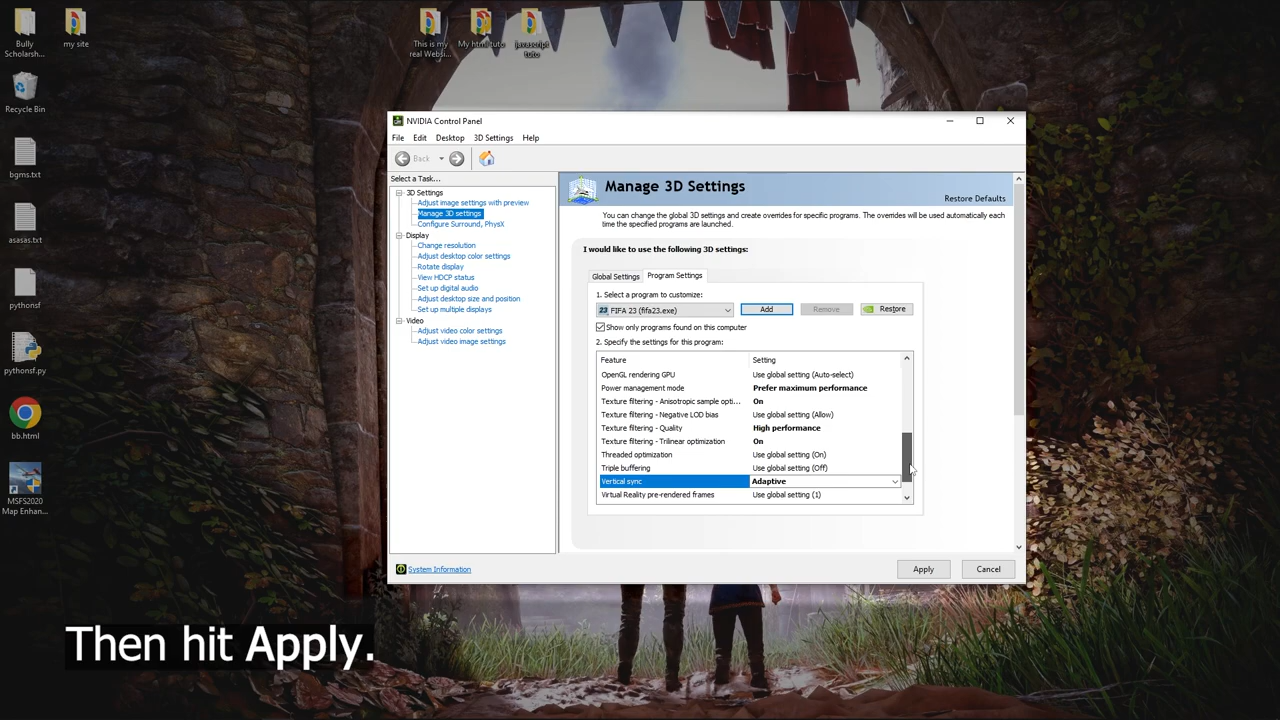 Bully
Scholarsh...
my site
This is my
real Websi...
My html tuto
javascript
tuto
Recycle Bin
bgms.txt
asasas.txt
pythonsf
pythonsf.py
bb.html
MSFS2020
Map Enhan...
NVIDIA Control Panel
File Edit Desktop 3D Settings Help
Back
Select a Task...
3D Settings
Adjust image settings with preview
Manage 3D settings
Configure Surround, PhysX
Display
Change resolution
Adjust desktop color settings
Rotate display
View HDCP status
Set up digital audio
Adjust desktop size and position
Set up multiple displays
Video
Adjust video color settings
Adjust video image settings
System Information
Manage 3D Settings
Restore Defaults
You can change the global 3D settings and create overrides for specific programs. The overrides will be used automatically each
time the specified programs are launched.
I would like to use the following 3D settings:
Global Settings Program Settings
1. Select a program to customize:
23 FIFA 23 (fifa23.exe) Add Remove Restore
Show only programs found on this computer
2. Specify the settings for this program:
Feature Setting
OpenGL rendering GPU Use global setting (Auto-select)
Power management mode Prefer maximum performance
Texture filtering - Anisotropic sample opti... On
Texture filtering - Negative LOD bias Use global setting (Allow)
Texture filtering - Quality High performance
Texture filtering - Trilinear optimization On
Threaded optimization Use global setting (On)
Triple buffering Use global setting (Off)
Vertical sync Adaptive
Virtual Reality pre-rendered frames Use global setting (1)
Apply Cancel
Then hit Apply.